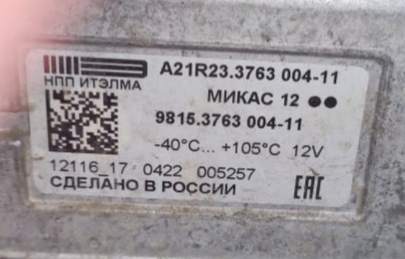 A21R23.3763 004-11
НПП ИТЭЛМА
МИКАС 12 ●●
9815.3763 004-11
-40°C... +105°C 12V
12116_17 0422 005257
СДЕЛАНО В РОССИИ
EAC